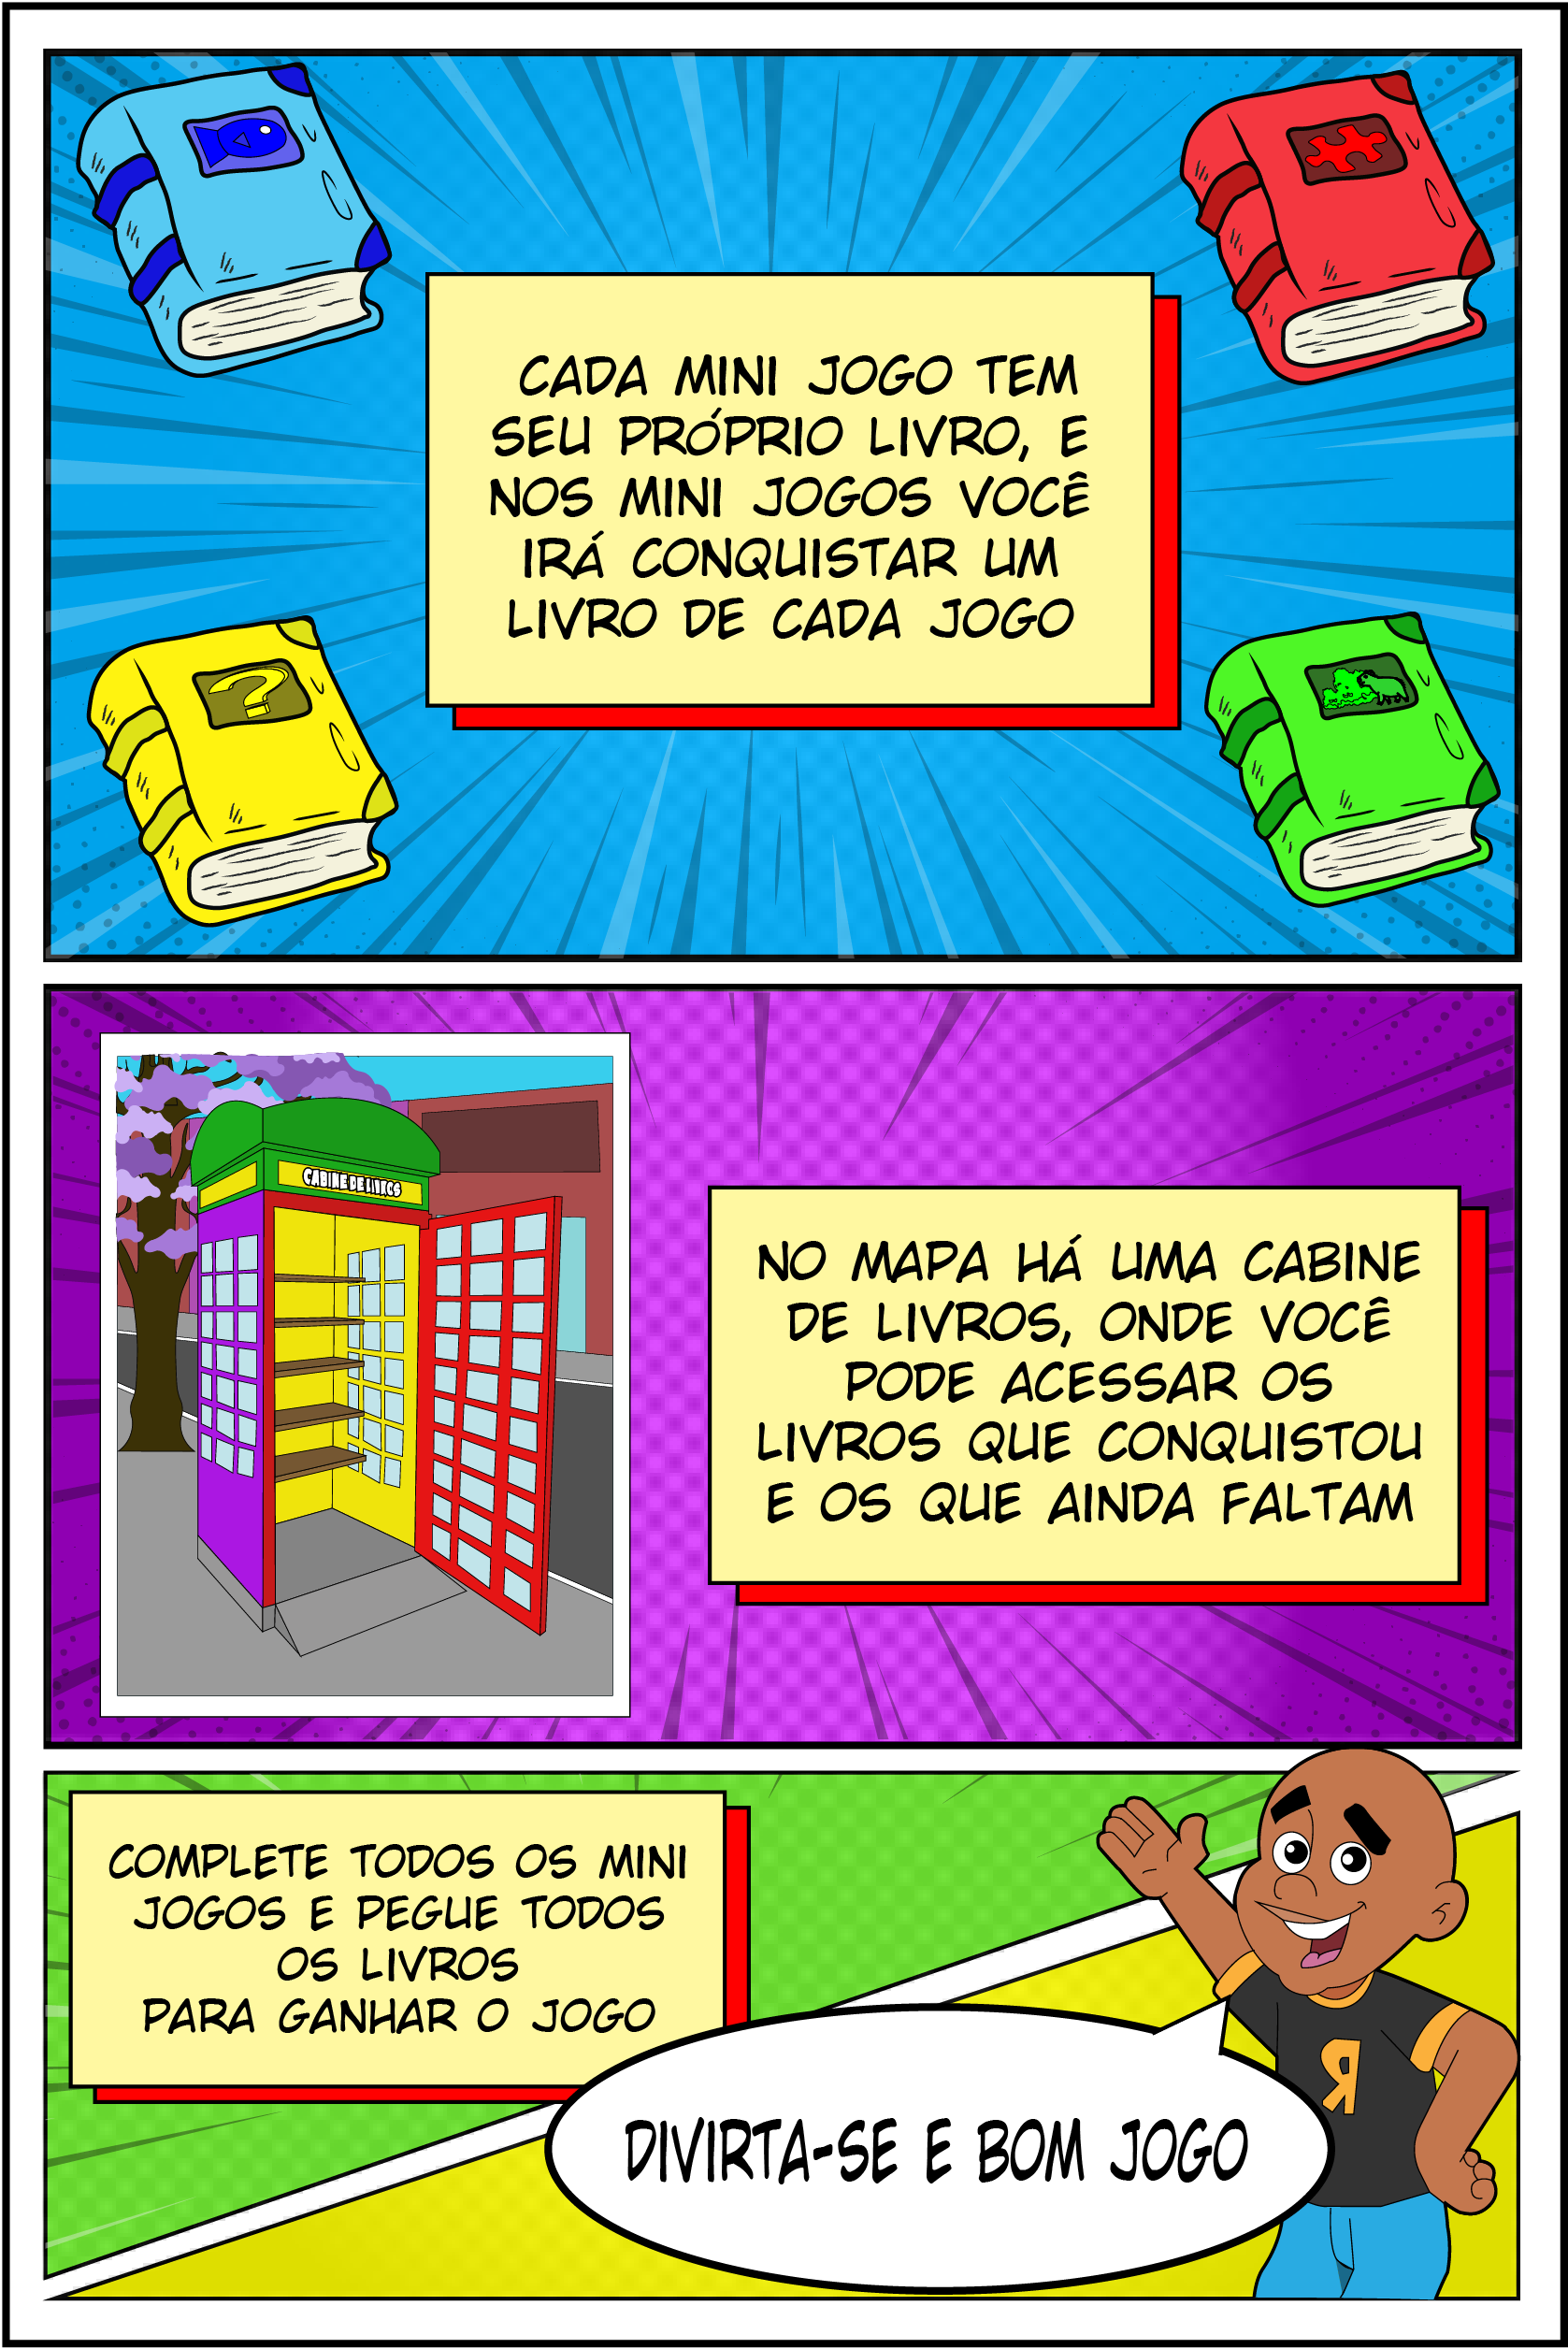 CADA MINI JOGO TEM
SEU PRÓPRIO LIVRO, E
NOS MINI JOGOS VOCÊ
IRÁ CONQUISTAR UM
LIVRO DE CADA JOGO
?
CABINE DE LIVROS
NO MAPA HÁ UMA CABINE
DE LIVROS, ONDE VOCÊ
PODE ACESSAR OS
LIVROS QUE CONQUISTOU
E OS QUE AINDA FALTAM
COMPLETE TODOS OS MINI
JOGOS E PEGUE TODOS
OS LIVROS
PARA GANHAR O JOGO
DIVIRTA-SE E BOM JOGO
Я